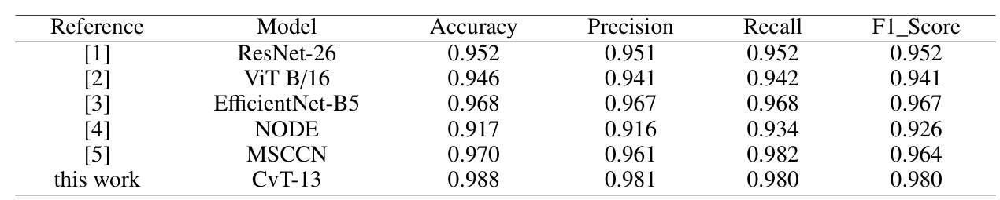 Reference Model Accuracy Precision Recall F1_Score
[1] ResNet-26 0.952 0.951 0.952 0.952
[2] ViT B/16 0.946 0.941 0.942 0.941
[3] EfficientNet-B5 0.968 0.967 0.968 0.967
[4] NODE 0.917 0.916 0.934 0.926
[5] MSCCN 0.970 0.961 0.982 0.964
this work CvT-13 0.988 0.981 0.980 0.980